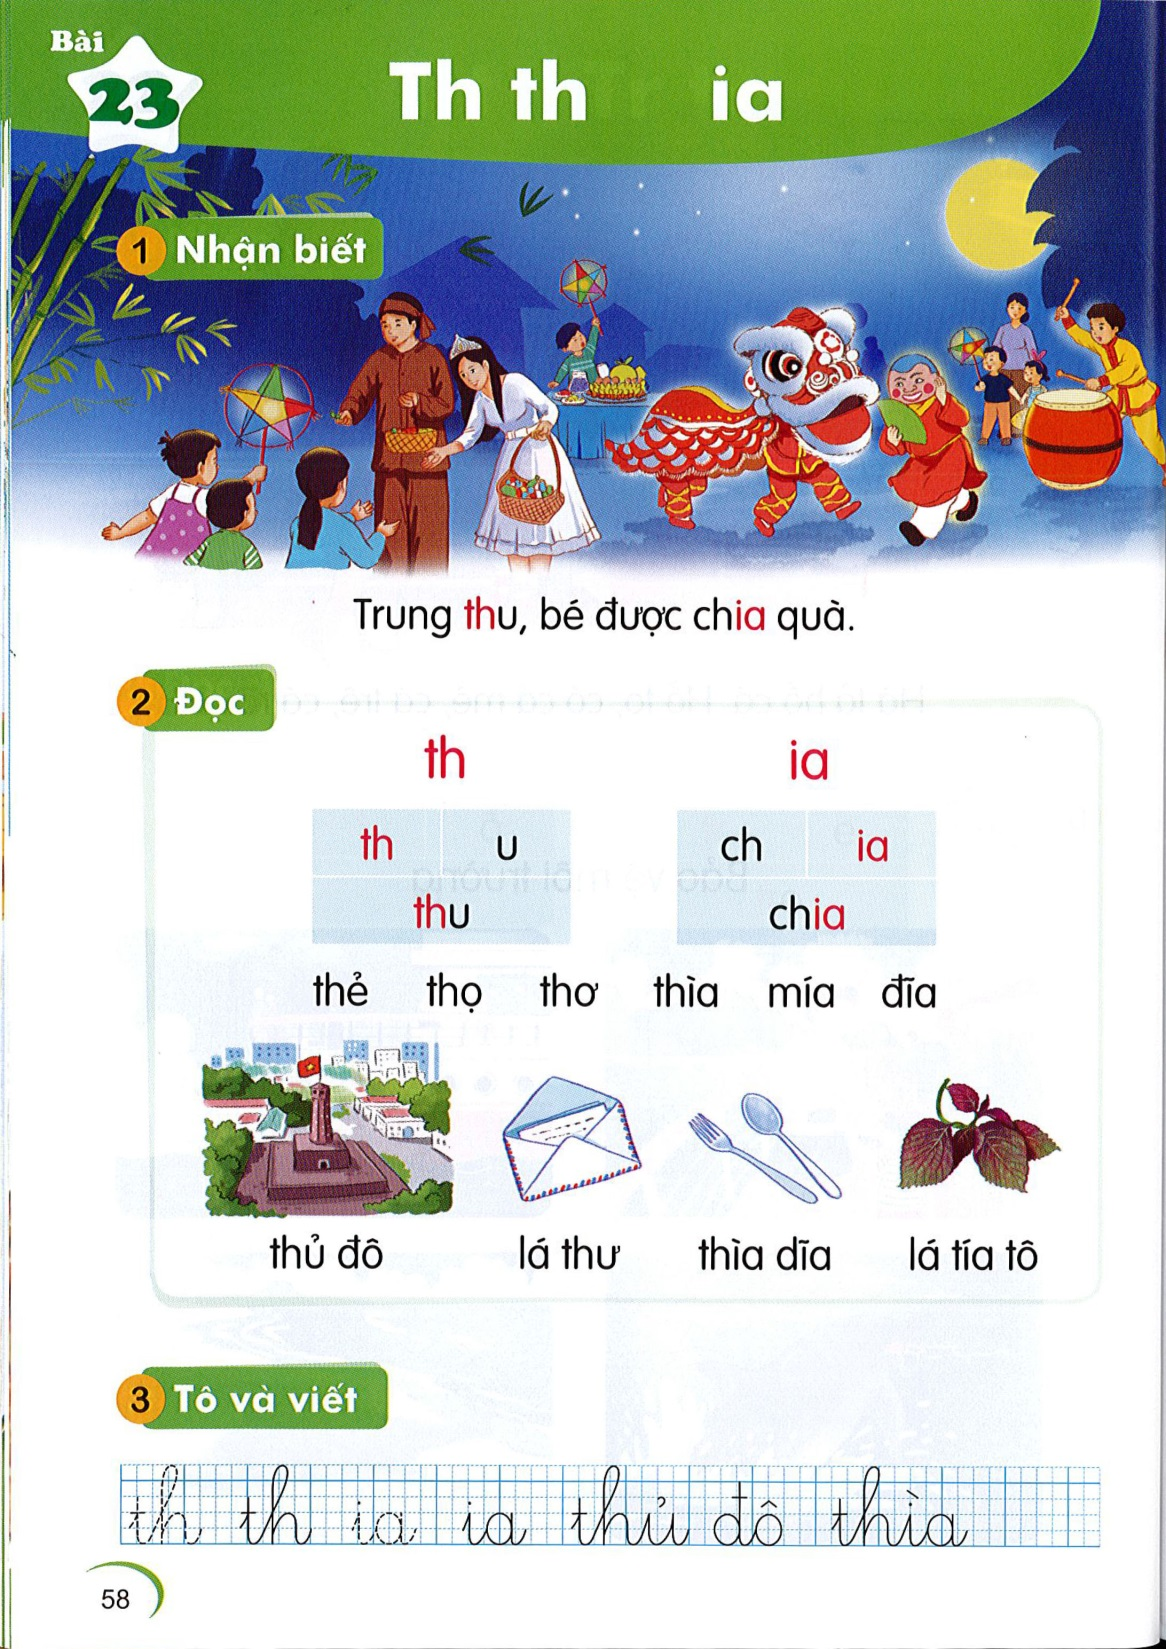 Bài
23
Th th ia
1 Nhận biết
Trung thu, bé được chia quà.
2 Đọc
th ia
th u ch ia
thu chia
thẻ thọ thơ thìa mía đĩa
thủ đô lá thư thìa dĩa lá tía tô
3 Tô và viết
th th ia ia thủ đô thìa
58